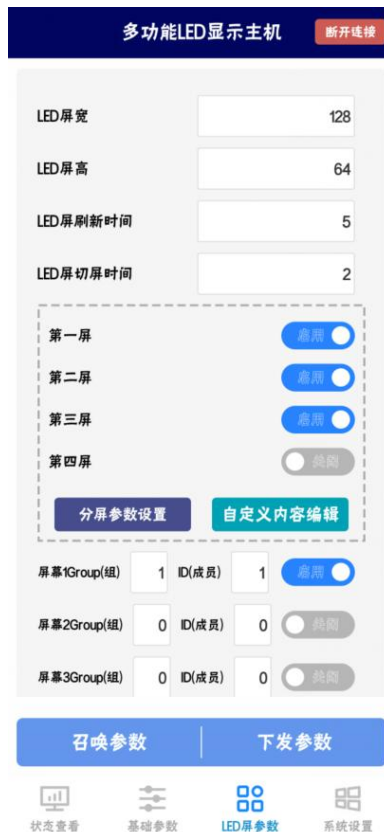 多功能LED显示主机 断开连接
LED屏宽 128
LED屏高 64
LED屏刷新时间 5
LED屏切屏时间 2
第一屏 启用
第二屏 启用
第三屏 启用
第四屏 关闭
分屏参数设置 自定义内容编辑
屏幕1Group(组) 1 ID(成员) 1 启用
屏幕2Group(组) 0 ID(成员) 0 关闭
屏幕3Group(组) 0 ID(成员) 0 关闭
召唤参数 下发参数
状态查看 基础参数 LED屏参数 系统设置